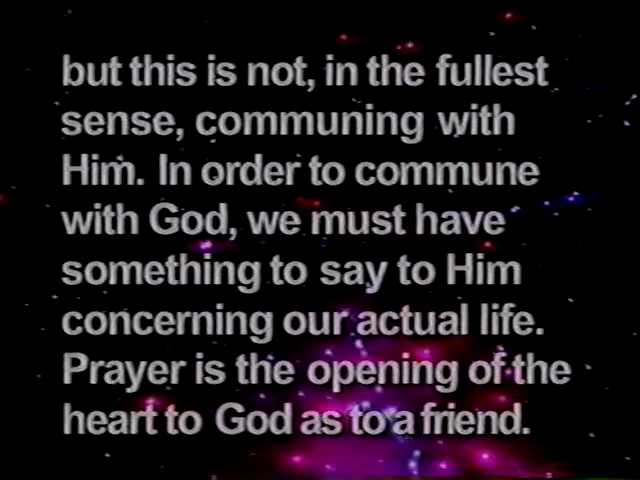 but this is not, in the fullest
sense, communing with
Him. In order to commune
with God, we must have
something to say to Him
concerning our actual life.
Prayer is the opening of the
heart to God as to a friend.